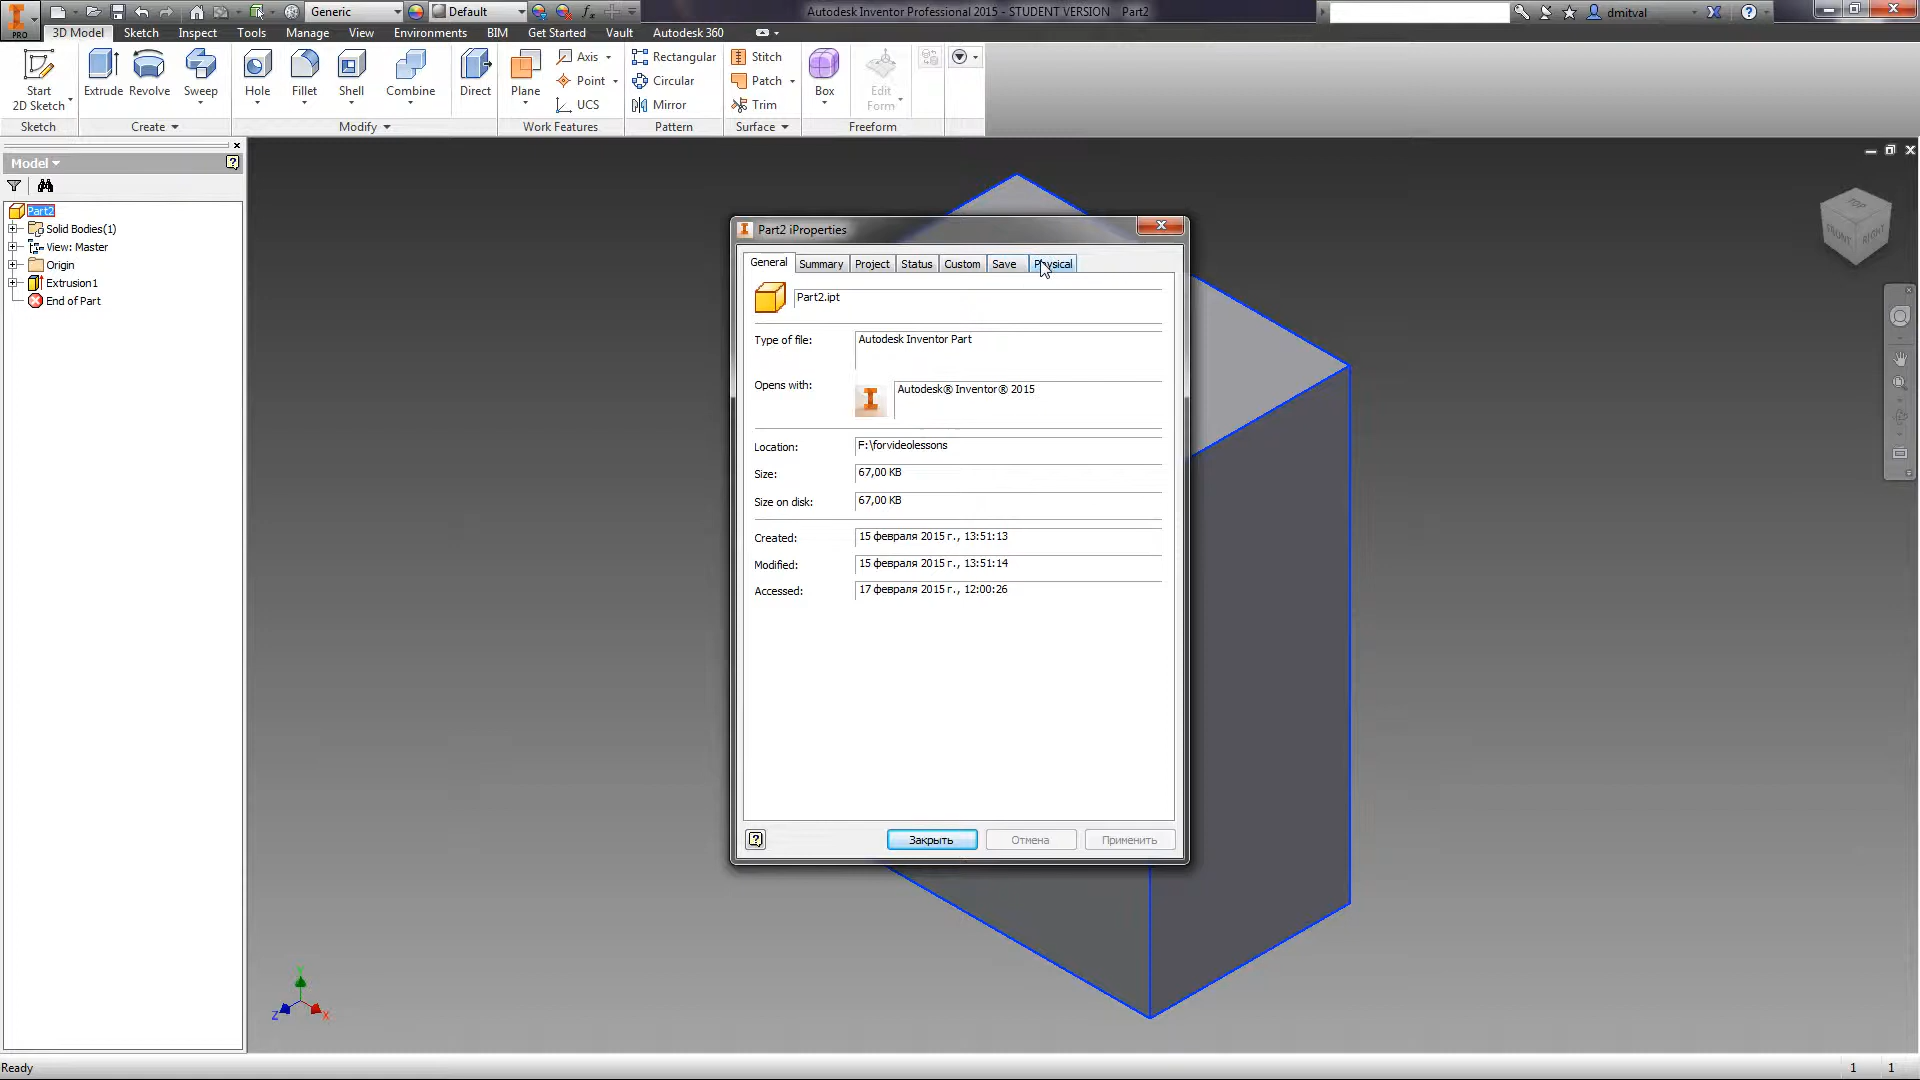 Generic
Default
Autodesk Inventor Professional 2015 - STUDENT VERSION Part2
dmitval
PRO
3D Model Sketch Inspect Tools Manage View Environments BIM Get Started Vault Autodesk 360
Start
2D Sketch
Extrude
Revolve
Sweep
Hole
Fillet
Shell
Combine
Direct
Plane
Axis
Point
UCS
Rectangular
Circular
Mirror
Stitch
Patch
Trim
Box
Edit
Form
Sketch
Create
Modify
Work Features
Pattern
Surface
Freeform
Model
Part2
Solid Bodies(1)
View: Master
Origin
Extrusion1
End of Part
TOP
FRONT
RIGHT
Part2 iProperties
General Summary Project Status Custom Save Physical
Part2.ipt
Type of file: Autodesk Inventor Part
Opens with: Autodesk® Inventor® 2015
Location: F:\forvideolessons
Size: 67,00 KB
Size on disk: 67,00 KB
Created: 15 февраля 2015 г., 13:51:13
Modified: 15 февраля 2015 г., 13:51:14
Accessed: 17 февраля 2015 г., 12:00:26
Закрыть Отмена Применить
Y
Z
X
Ready
1 1